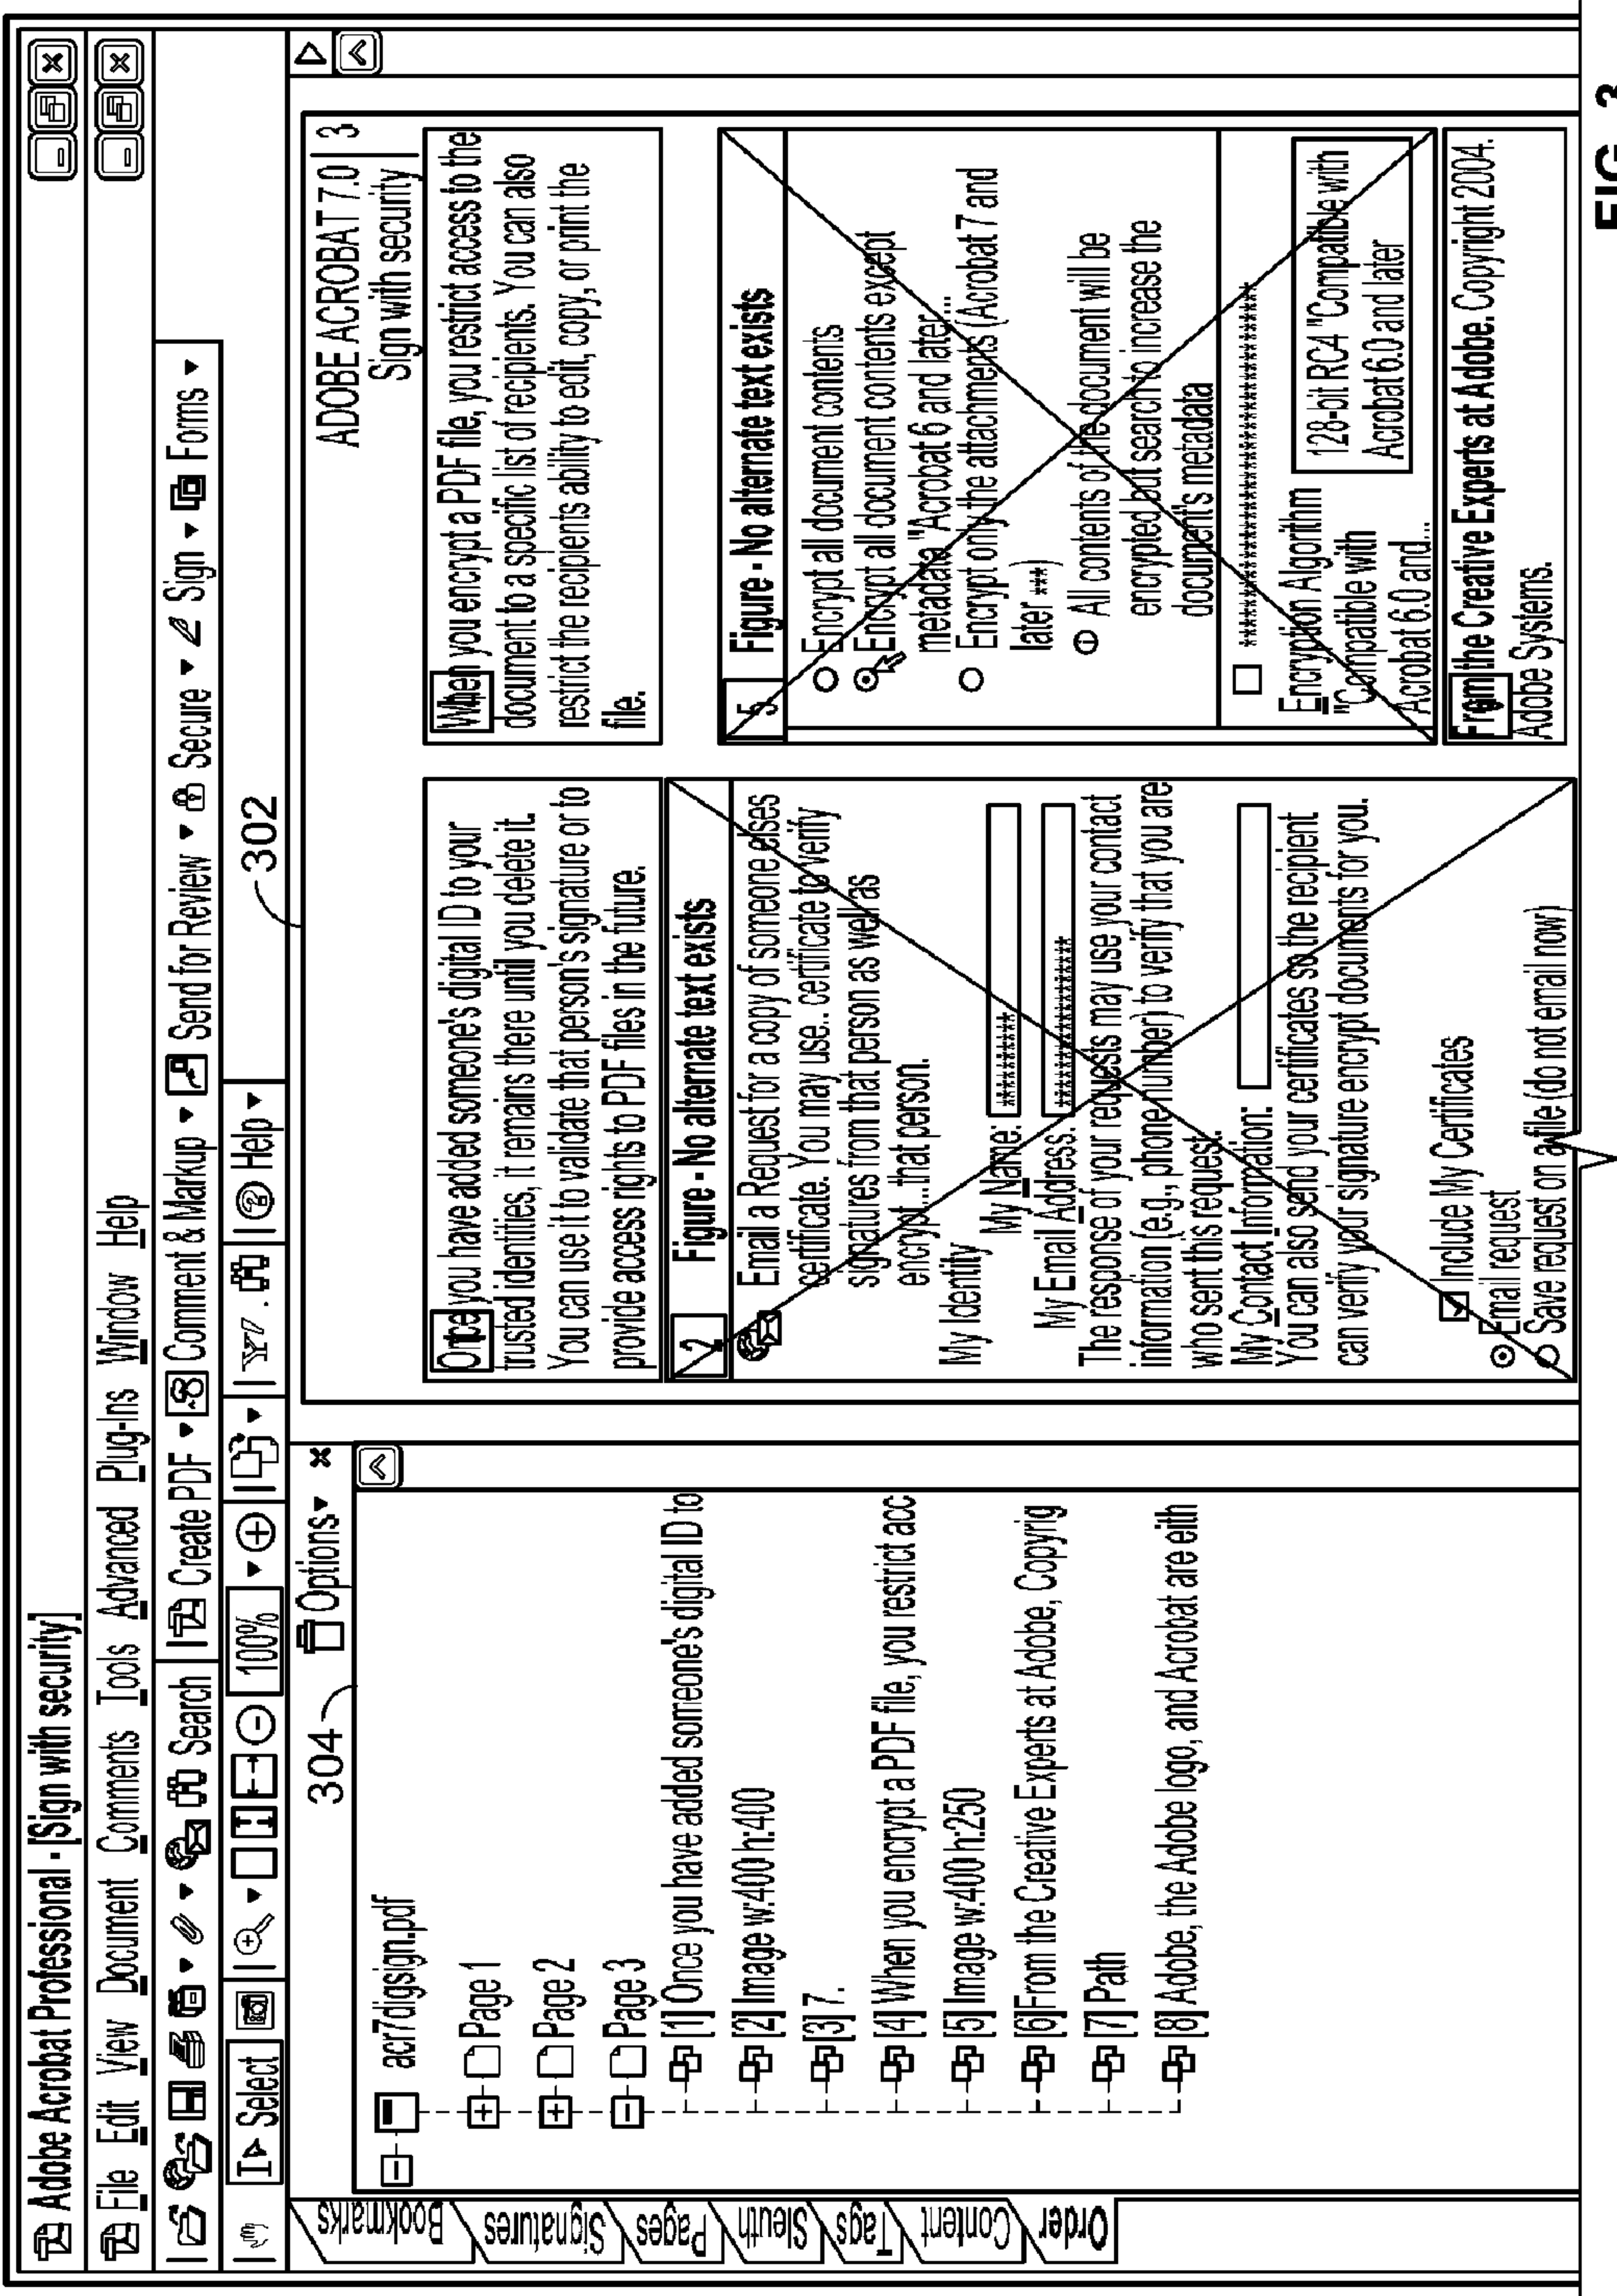 Adobe Acrobat Professional - [Sign with security]
File Edit View Document Comments Tools Advanced Plug-Ins Window Help
Search Create PDF Comment & Markup Send for Review Secure Sign Forms
Select 100% Help
302
304
Options
Bookmarks
Signatures
Pages
Sleuth
Tags
Content
Order
acr7digsign.pdf
Page 1
Page 2
Page 3
[1] Once you have added someone's digital ID to
[2] Image w:400 h:400
[3] 7.
[4] When you encrypt a PDF file, you restrict acc
[5] Image w:400 h:250
[6]From the Creative Experts at Adobe, Copyrig
[7] Path
[8] Adobe, the Adobe logo, and Acrobat are eith
ADOBE ACROBAT 7.0 3
Sign with security
Once you have added someone's digital ID to your
trusted identities, it remains there until you delete it.
You can use it to validate that person's signature or to
provide access rights to PDF files in the future.
2 Figure - No alternate text exists
Email a Request for a copy of someone elses
certificate. You may use.. certificate to verify
signatures from that person as well as
encrypt...that person.
My Identity
My Name: ***********
My Email Address: ********************
The response of your requests may use your contact
information (e.g., phone number) to verify that you are
who sent this request.
My Contact Information:
You can also send your certificates so the recipient
can verify your signature encrypt documents for you.
Include My Certificates
Email request
Save request on a file (do not email now)
When you encrypt a PDF file, you restrict access to the
document to a specific list of recipients. You can also
restrict the recipients ability to edit, copy, or print the
file.
5 Figure - No alternate text exists
Encrypt all document contents
Encrypt all document contents except
metadata "Acrobat 6 and later...
Encrypt only the attachments (Acrobat 7 and
later ***)
All contents of the document will be
encrypted but search to increase the
document's metadata
******************************************
Encryption Algorithm
"Compatible with
Acrobat 6.0 and...
128-bit RC4 "Compatible with
Acrobat 6.0 and later
From the Creative Experts at Adobe. Copyright 2004.
Adobe Systems.
FIG. 3